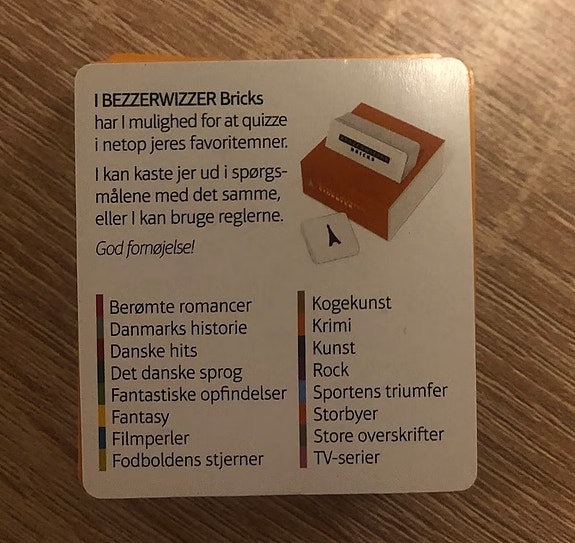 I BEZZERWIZZER Bricks
har I mulighed for at quizze
i netop jeres favoritemner.
I kan kaste jer ud i spørgs-
målene med det samme,
eller I kan bruge reglerne.
God fornøjelse!
BRICKS
Berømte romancer
Danmarks historie
Danske hits
Det danske sprog
Fantastiske opfindelser
Fantasy
Filmperler
Fodboldens stjerner
Kogekunst
Krimi
Kunst
Rock
Sportens triumfer
Storbyer
Store overskrifter
TV-serier